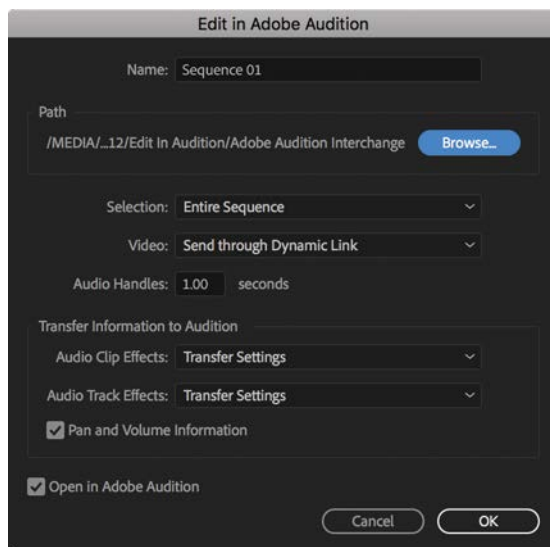 Edit in Adobe Audition
Name: Sequence 01
Path
/MEDIA/...12/Edit In Audition/Adobe Audition Interchange Browse...
Selection: Entire Sequence
Video: Send through Dynamic Link
Audio Handles: 1.00 seconds
Transfer Information to Audition
Audio Clip Effects: Transfer Settings
Audio Track Effects: Transfer Settings
Pan and Volume Information
Open in Adobe Audition
Cancel OK